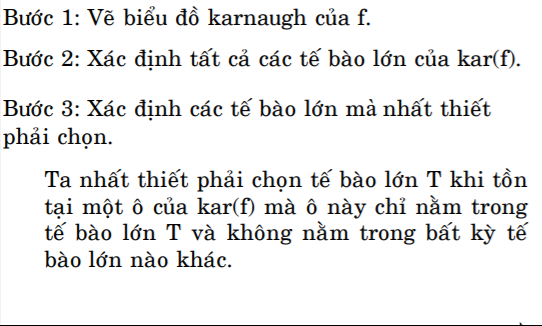 Bước 1: Vẽ biểu đồ karnaugh của f.
Bước 2: Xác định tất cả các tế bào lớn của kar(f).
Bước 3: Xác định các tế bào lớn mà nhất thiết
phải chọn.
Ta nhất thiết phải chọn tế bào lớn T khi tồn
tại một ô của kar(f) mà ô này chỉ nằm trong
tế bào lớn T và không nằm trong bất kỳ tế
bào lớn nào khác.